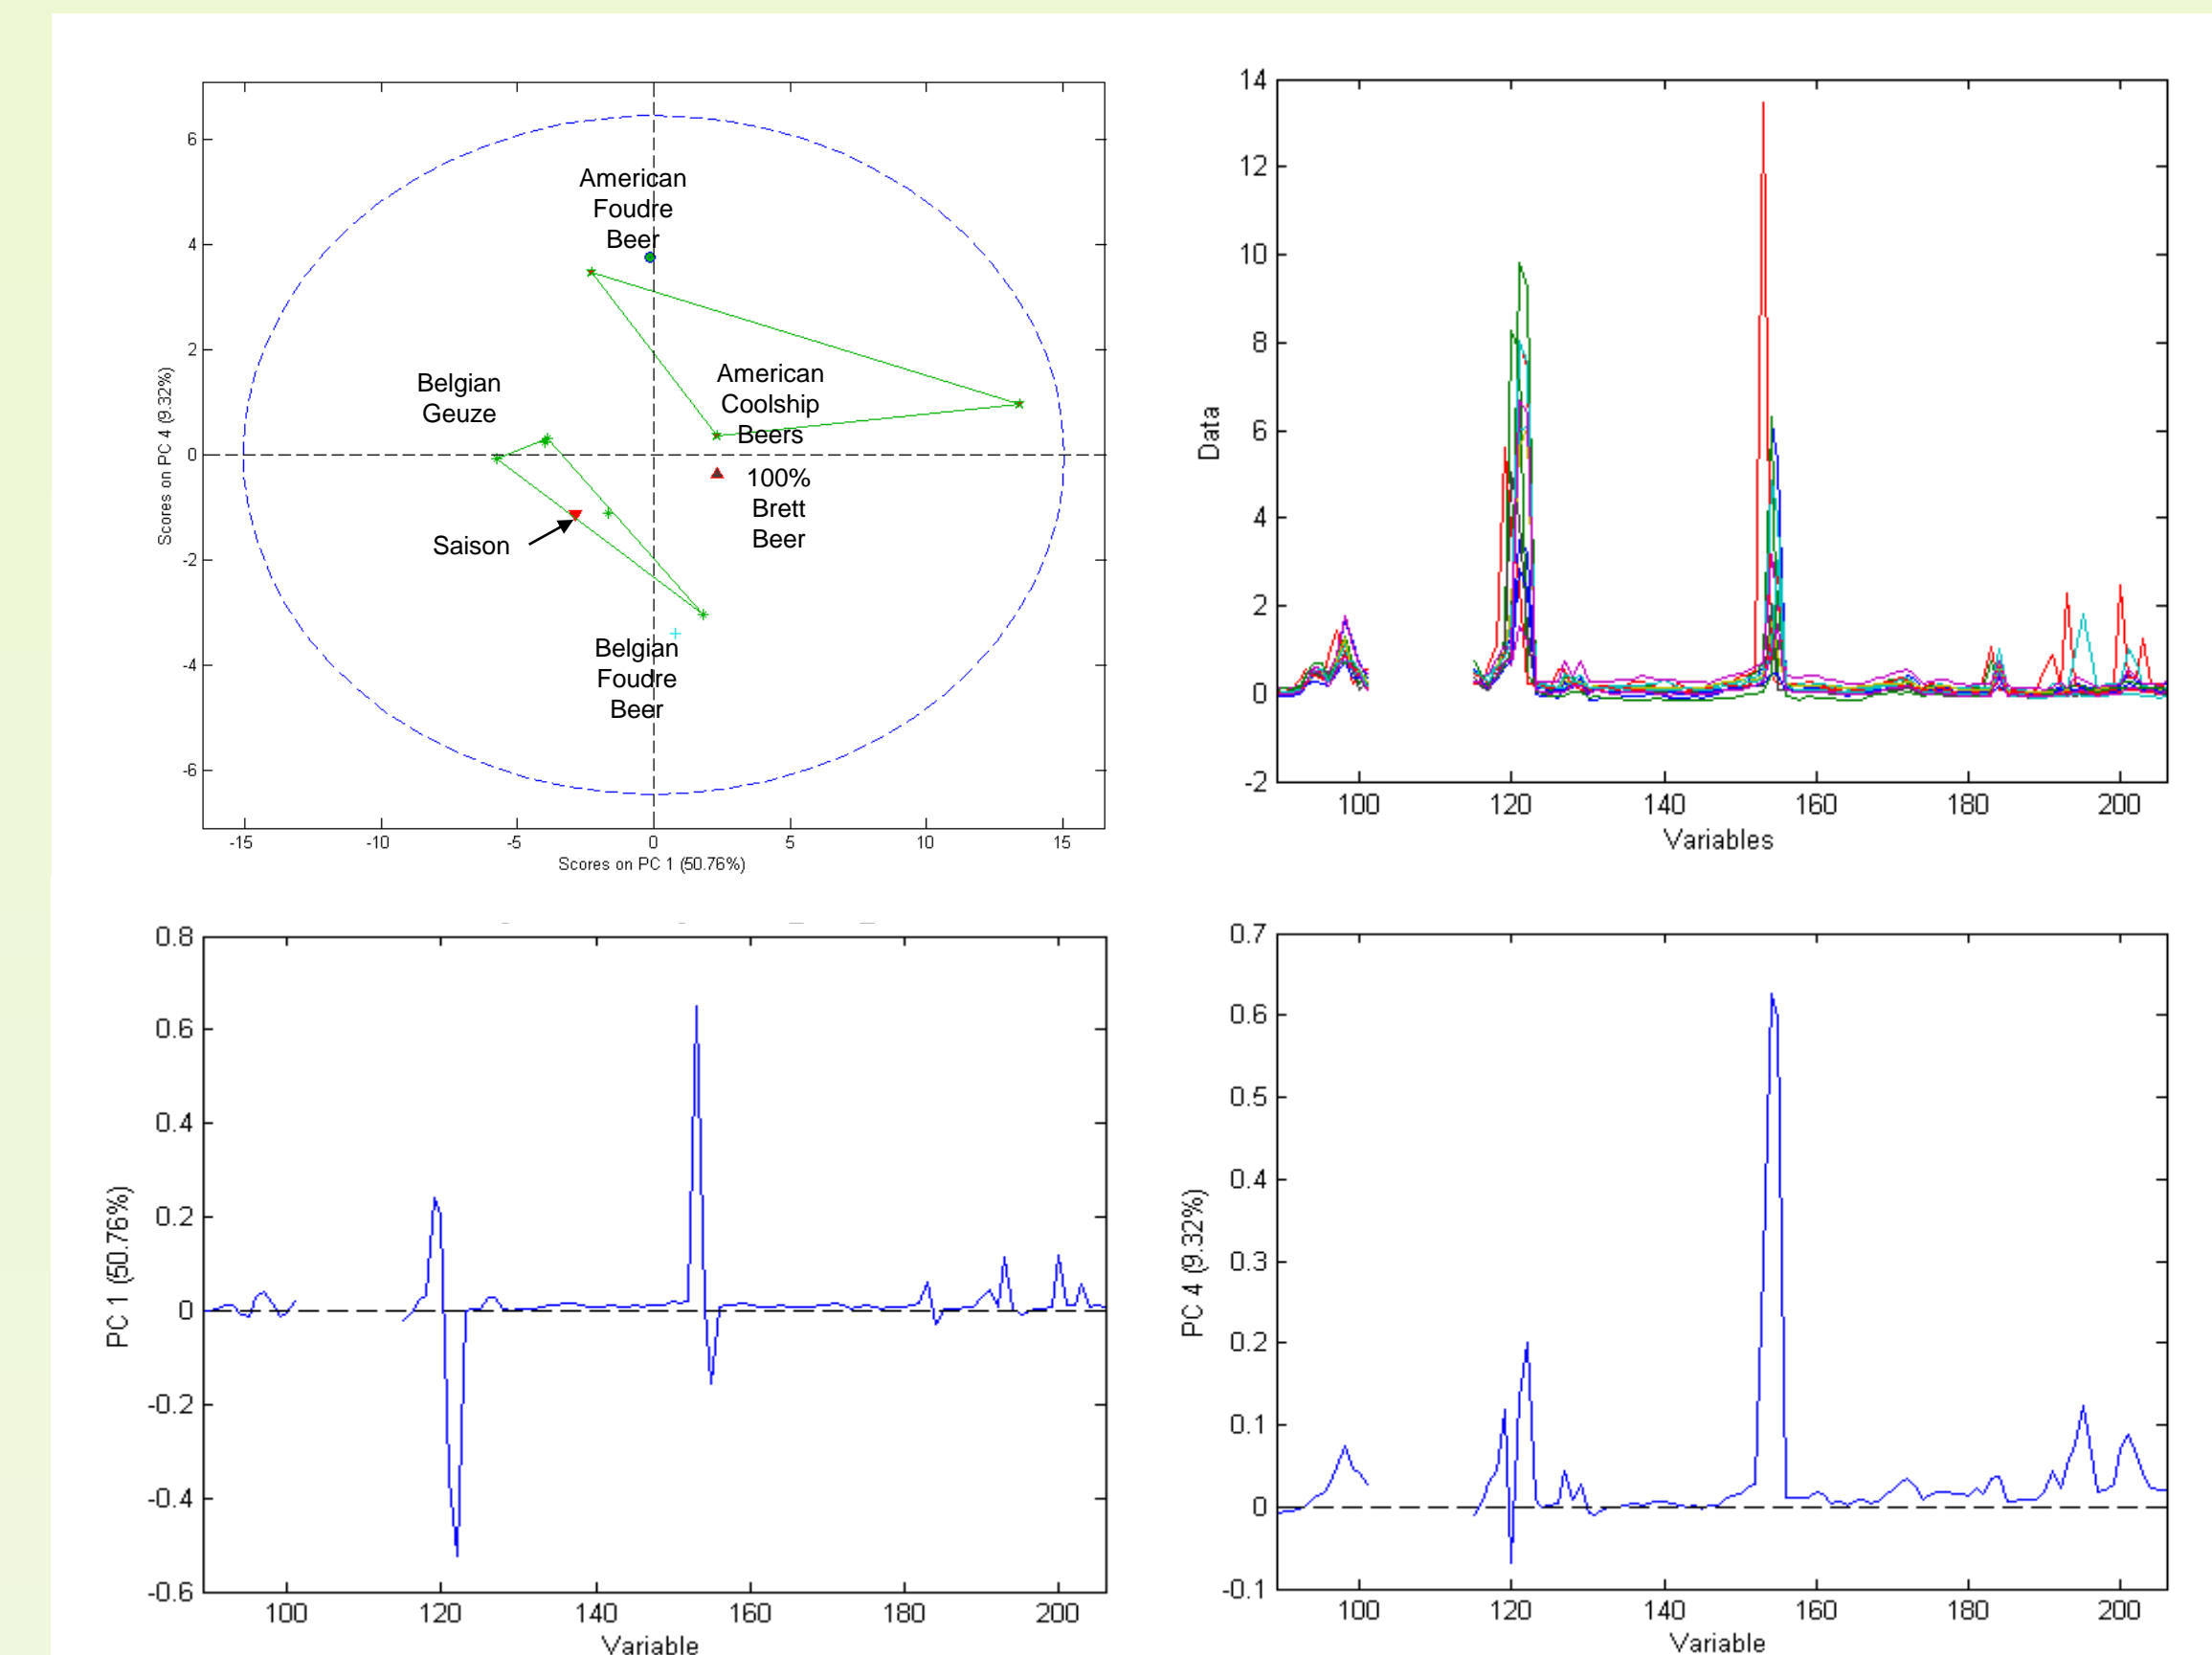 6
4
2
0
-2
-4
-6
Scores on PC 4 (9.32%)
American
Foudre
Beer
Belgian
Geuze
American
Coolship
Beers
100%
Brett
Beer
Saison
Belgian
Foudre
Beer
-15
-10
-5
0
5
10
15
Scores on PC 1 (50.76%)
14
12
10
8
6
4
2
0
-2
Data
100
120
140
160
180
200
Variables
0.8
0.6
0.4
0.2
0
-0.2
-0.4
-0.6
PC 1 (50.76%)
100
120
140
160
180
200
Variable
0.7
0.6
0.5
0.4
0.3
0.2
0.1
0
-0.1
PC 4 (9.32%)
100
120
140
160
180
200
Variable